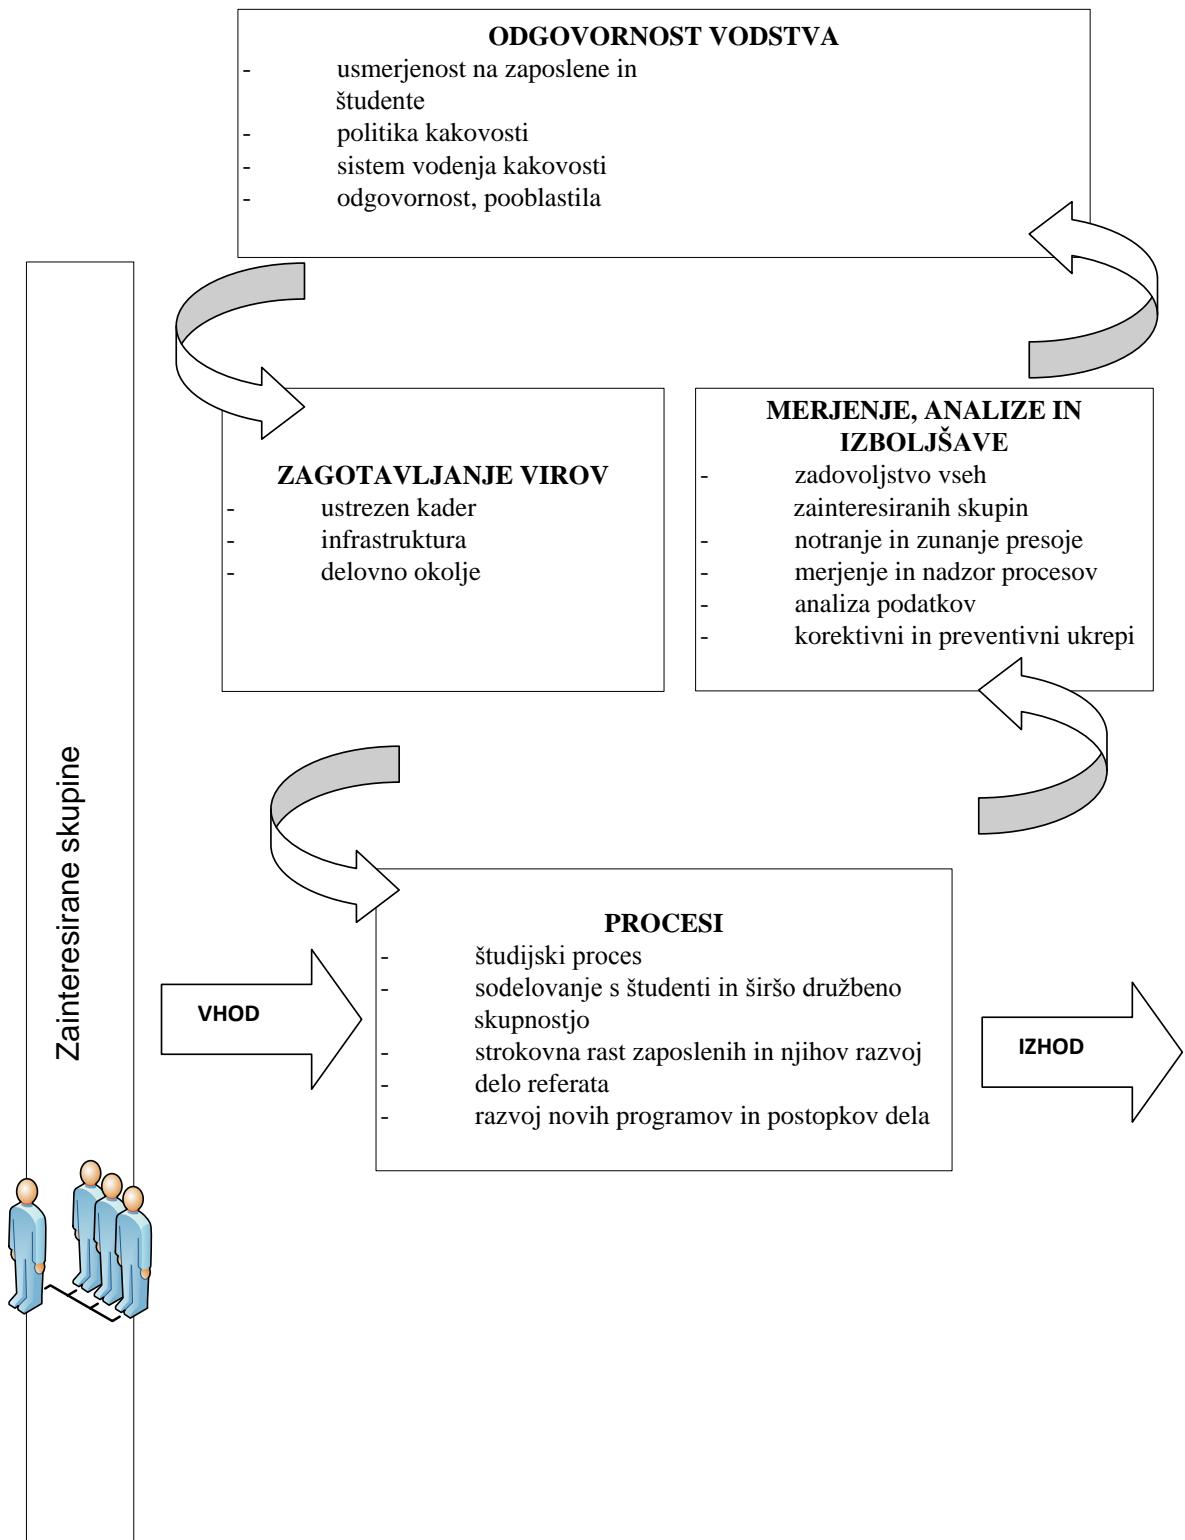 ODGOVORNOST VODSTVA
- usmerjenost na zaposlene in
študente
- politika kakovosti
- sistem vodenja kakovosti
- odgovornost, pooblastila
ZAGOTAVLJANJE VIROV
- ustrezen kader
- infrastruktura
- delovno okolje
MERJENJE, ANALIZE IN
IZBOLJŠAVE
- zadovoljstvo vseh
zainteresiranih skupin
- notranje in zunanje presoje
- merjenje in nadzor procesov
- analiza podatkov
- korektivni in preventivni ukrepi
Zainteresirane skupine
VHOD
PROCESI
- študijski proces
- sodelovanje s študenti in širšo družbeno
skupnostjo
- strokovna rast zaposlenih in njihov razvoj
- delo referata
- razvoj novih programov in postopkov dela
IZHOD